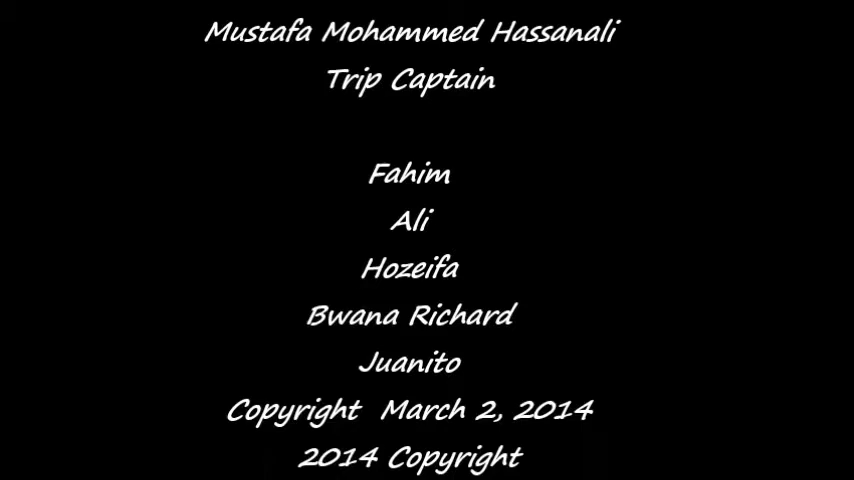 Mustafa Mohammed Hassanali
Trip Captain
Fahim
Ali
Hozeifa
Bwana Richard
Juanito
Copyright March 2, 2014
2014 Copyright